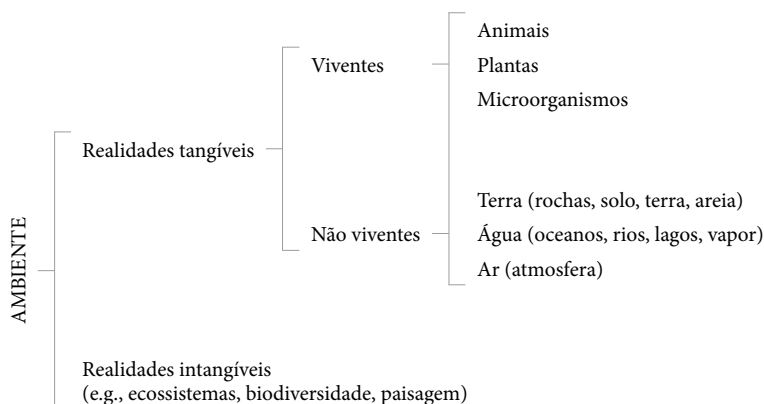 AMBIENTE
Realidades tangíveis
Viventes
Animais
Plantas
Microorganismos
Não viventes
Terra (rochas, solo, terra, areia)
Água (oceanos, rios, lagos, vapor)
Ar (atmosfera)
Realidades intangíveis
(e.g., ecossistemas, biodiversidade, paisagem)